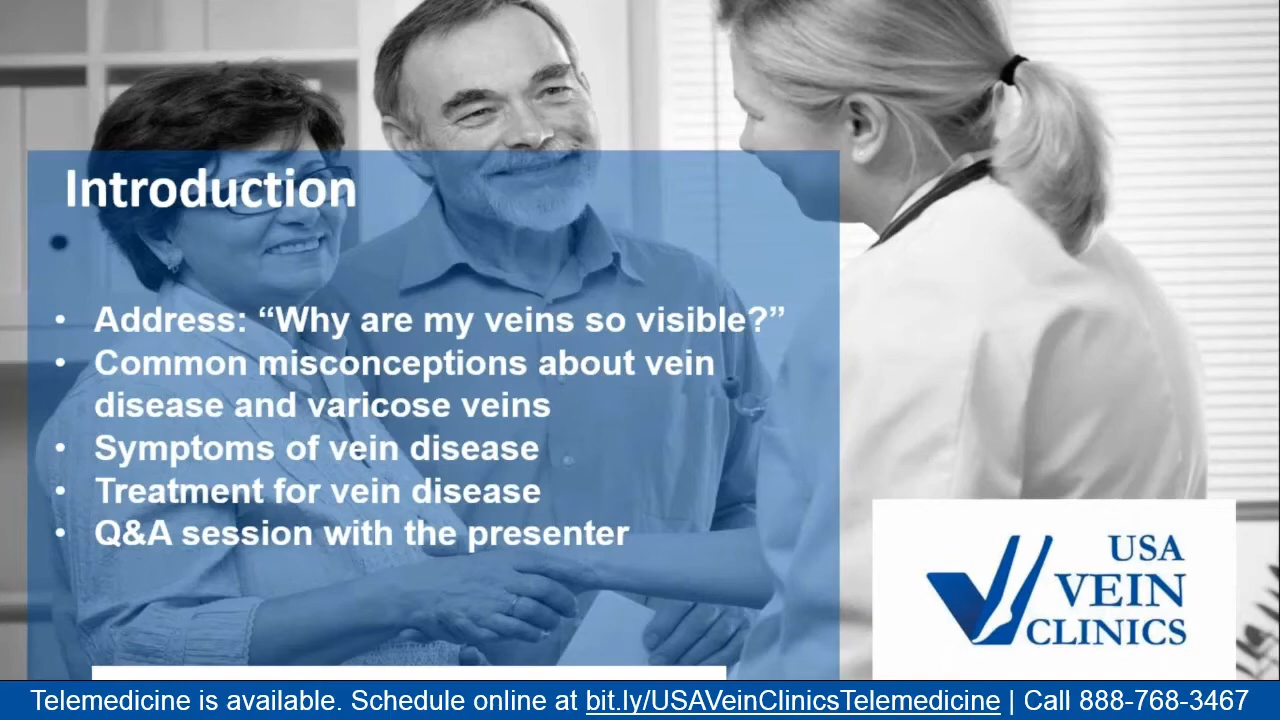 Introduction
• Address: “Why are my veins so visible?”
• Common misconceptions about vein
disease and varicose veins
• Symptoms of vein disease
• Treatment for vein disease
• Q&A session with the presenter
USA
VEIN
CLINICS
Telemedicine is available. Schedule online at bit.ly/USAVeinClinicsTelemedicine | Call 888-768-3467